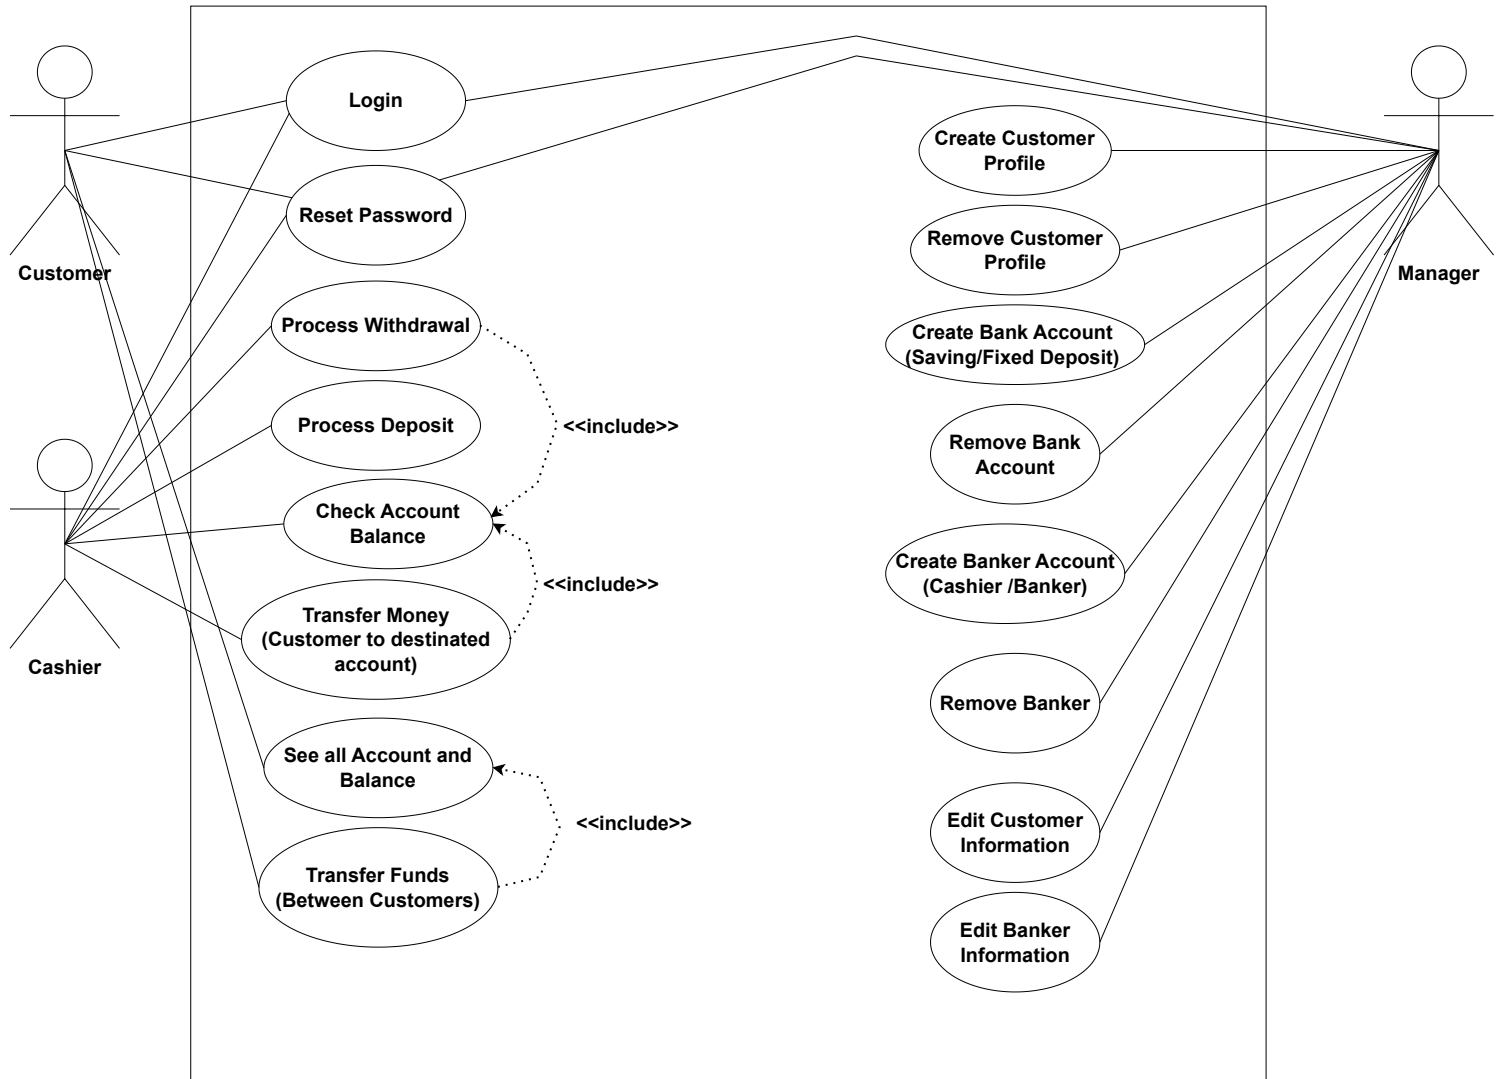 Login
Reset Password
Customer
Process Withdrawal
Process Deposit
<<include>>
Check Account
Balance
<<include>>
Transfer Money
(Customer to destinated
account)
Cashier
See all Account and
Balance
<<include>>
Transfer Funds
(Between Customers)
Create Customer
Profile
Remove Customer
Profile
Manager
Create Bank Account
(Saving/Fixed Deposit)
Remove Bank
Account
Create Banker Account
(Cashier /Banker)
Remove Banker
Edit Customer
Information
Edit Banker
Information